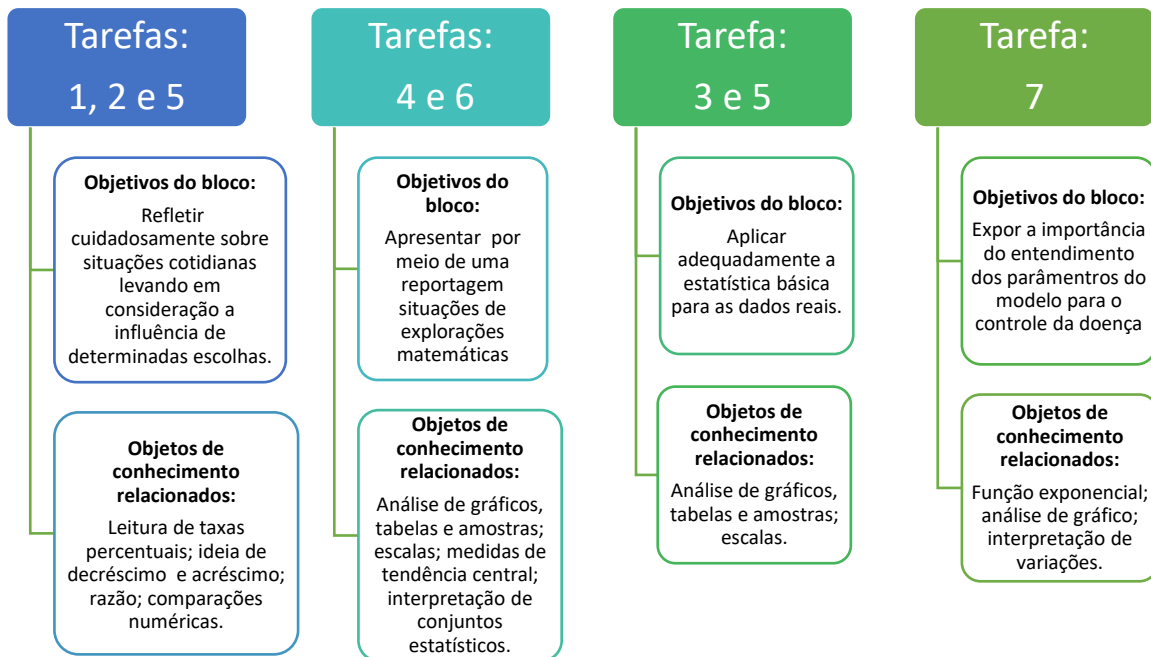 Tarefas:
1, 2 e 5
Objetivos do bloco:
Refletir
cuidadosamente sobre
situações cotidianas
levando em
consideração a
influência de
determinadas escolhas.
Objetos de
conhecimento
relacionados:
Leitura de taxas
percentuais; ideia de
decréscimo e acréscimo;
razão; comparações
numéricas.
Tarefas:
4 e 6
Objetivos do
bloco:
Apresentar por
meio de uma
reportagem
situações de
explorações
matemáticas
Objetos de
conhecimento
relacionados:
Análise de gráficos,
tabelas e amostras;
escalas; medidas de
tendência central;
interpretação de
conjuntos
estatísticos.
Tarefa:
3 e 5
Objetivos do bloco:
Aplicar
adequadamente a
estatística básica
para as dados reais.
Objetos de
conhecimento
relacionados:
Análise de gráficos,
tabelas e amostras;
escalas.
Tarefa:
7
Objetivos do bloco:
Expor a importância
do entendimento
dos parâmentros do
modelo para o
controle da doença
Objetos de
conhecimento
relacionados:
Função exponencial;
análise de gráfico;
interpretação de
variações.